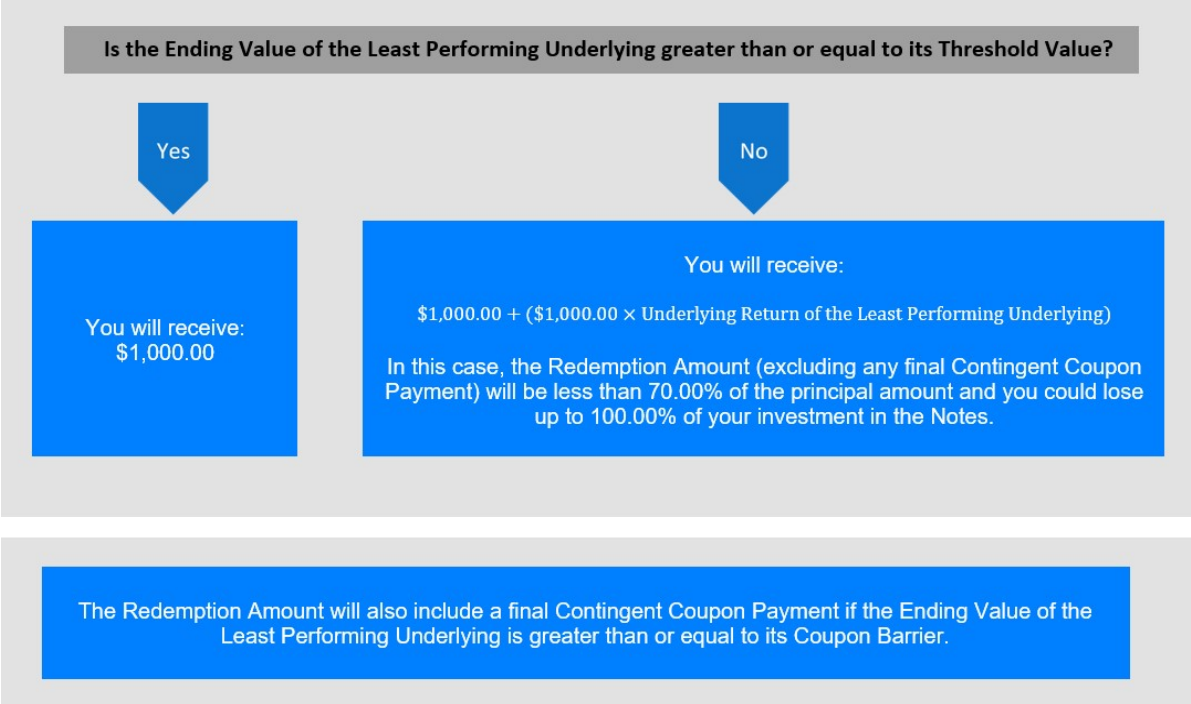 Is the Ending Value of the Least Performing Underlying greater than or equal to its Threshold Value?
Yes
No
You will receive:
$1,000.00
You will receive:
$1,000.00 + ($1,000.00 × Underlying Return of the Least Performing Underlying)
In this case, the Redemption Amount (excluding any final Contingent Coupon
Payment) will be less than 70.00% of the principal amount and you could lose
up to 100.00% of your investment in the Notes.
The Redemption Amount will also include a final Contingent Coupon Payment if the Ending Value of the
Least Performing Underlying is greater than or equal to its Coupon Barrier.